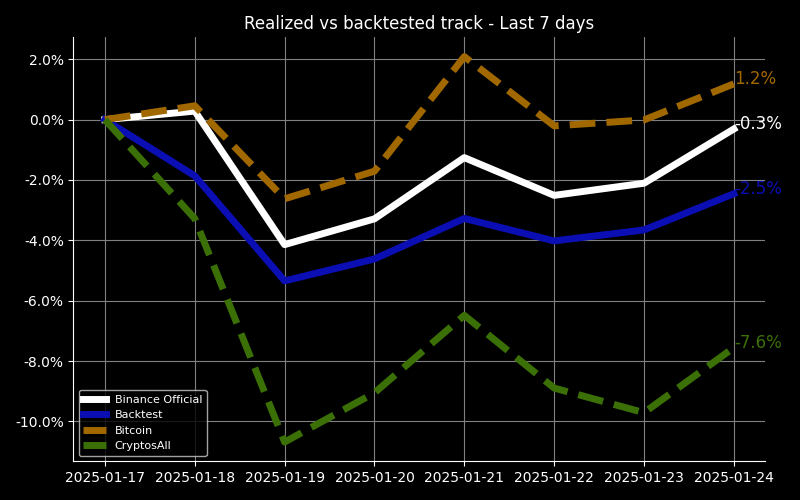 Realized vs backtested track - Last 7 days
2.0%
0.0%
-2.0%
-4.0%
-6.0%
-8.0%
-10.0%
1.2%
-0.3%
-2.5%
-7.6%
Binance Official
Backtest
Bitcoin
CryptosAll
2025-01-17 2025-01-18 2025-01-19 2025-01-20 2025-01-21 2025-01-22 2025-01-23 2025-01-24